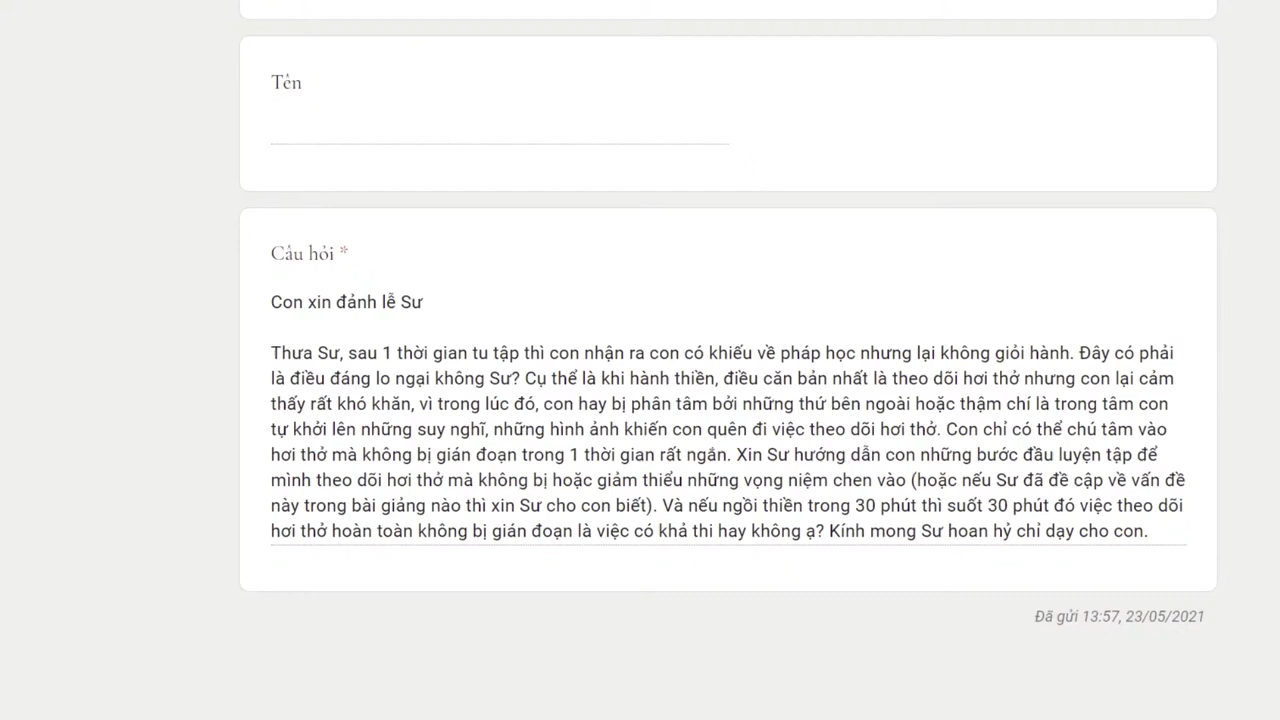 Tên
Câu hỏi *
Con xin đảnh lễ Sư
Thưa Sư, sau 1 thời gian tu tập thì con nhận ra con có khiếu về pháp học nhưng lại không giỏi hành. Đây có phải
là điều đáng lo ngại không Sư? Cụ thể là khi hành thiền, điều căn bản nhất là theo dõi hơi thở nhưng con lại cảm
thấy rất khó khăn, vì trong lúc đó, con hay bị phân tâm bởi những thứ bên ngoài hoặc thậm chí là trong tâm con
tự khởi lên những suy nghĩ, những hình ảnh khiến con quên đi việc theo dõi hơi thở. Con chỉ có thể chú tâm vào
hơi thở mà không bị gián đoạn trong 1 thời gian rất ngắn. Xin Sư hướng dẫn con những bước đầu luyện tập để
mình theo dõi hơi thở mà không bị hoặc giảm thiểu những vọng niệm chen vào (hoặc nếu Sư đã đề cập về vấn đề
này trong bài giảng nào thì xin Sư cho con biết). Và nếu ngồi thiền trong 30 phút thì suốt 30 phút đó việc theo dõi
hơi thở hoàn toàn không bị gián đoạn là việc có khả thi hay không ạ? Kính mong Sư hoan hỷ chỉ dạy cho con.
Đã gửi 13:57, 23/05/2021